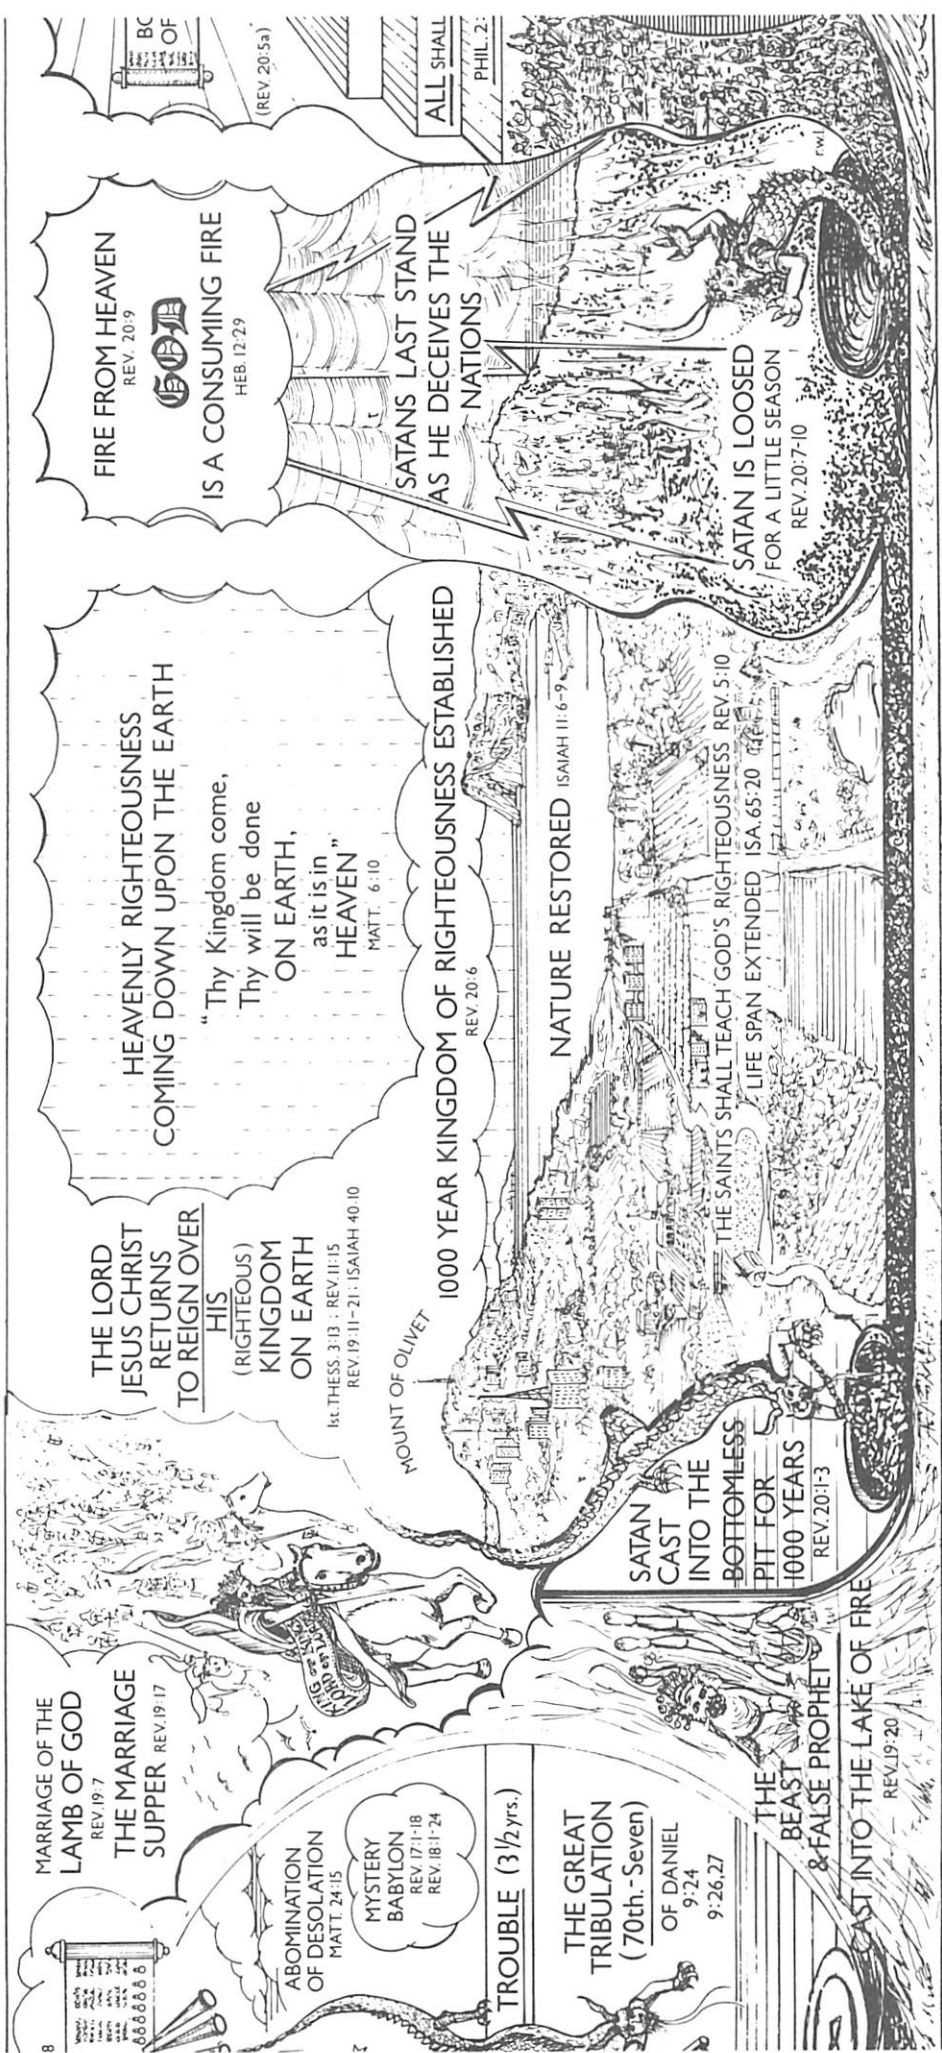 8
MARRIAGE OF THE
LAMB OF GOD
REV. 19:7
THE MARRIAGE
SUPPER REV. 19:17
ABOMINATION
OF DESOLATION
MATT. 24:15
MYSTERY
BABYLON
REV. 17:1-18
REV. 18:1-24
TROUBLE (3½ yrs.)
THE GREAT
TRIBULATION
(70th.-Seven)
OF DANIEL
9:24
9:26,27
THE
BEAST
& FALSE PROPHET
CAST INTO THE LAKE OF FIRE
REV. 19:20
KING OF KING
LORD OF LORDS
THE LORD
JESUS CHRIST
RETURNS
TO REIGN OVER
HIS
(RIGHTEOUS)
KINGDOM
ON EARTH
1st. THESS. 3:13 : REV. 11:15
REV. 19:11-21 : ISAIAH 40:10
MOUNT OF OLIVET
SATAN
CAST
INTO THE
BOTTOMLESS
PIT FOR
1000 YEARS
REV. 20:1-3
HEAVENLY RIGHTEOUSNESS
COMING DOWN UPON THE EARTH
"Thy Kingdom come,
Thy will be done
ON EARTH,
as it is in
HEAVEN"
MATT. 6:10
1000 YEAR KINGDOM OF RIGHTEOUSNESS ESTABLISHED
REV. 20:6
NATURE RESTORED ISAIAH 11:6-9
THE SAINTS SHALL TEACH GOD'S RIGHTEOUSNESS REV. 5:10
LIFE SPAN EXTENDED ISA. 65:20
FIRE FROM HEAVEN
REV. 20:9
GOD
IS A CONSUMING FIRE
HEB. 12:29
SATANS LAST STAND
AS HE DECEIVES THE
NATIONS
SATAN IS LOOSED
FOR A LITTLE SEASON
REV. 20:7-10
r.w.l.
BO
OF
(REV. 20:5a)
ALL SHALL
PHIL. 2: